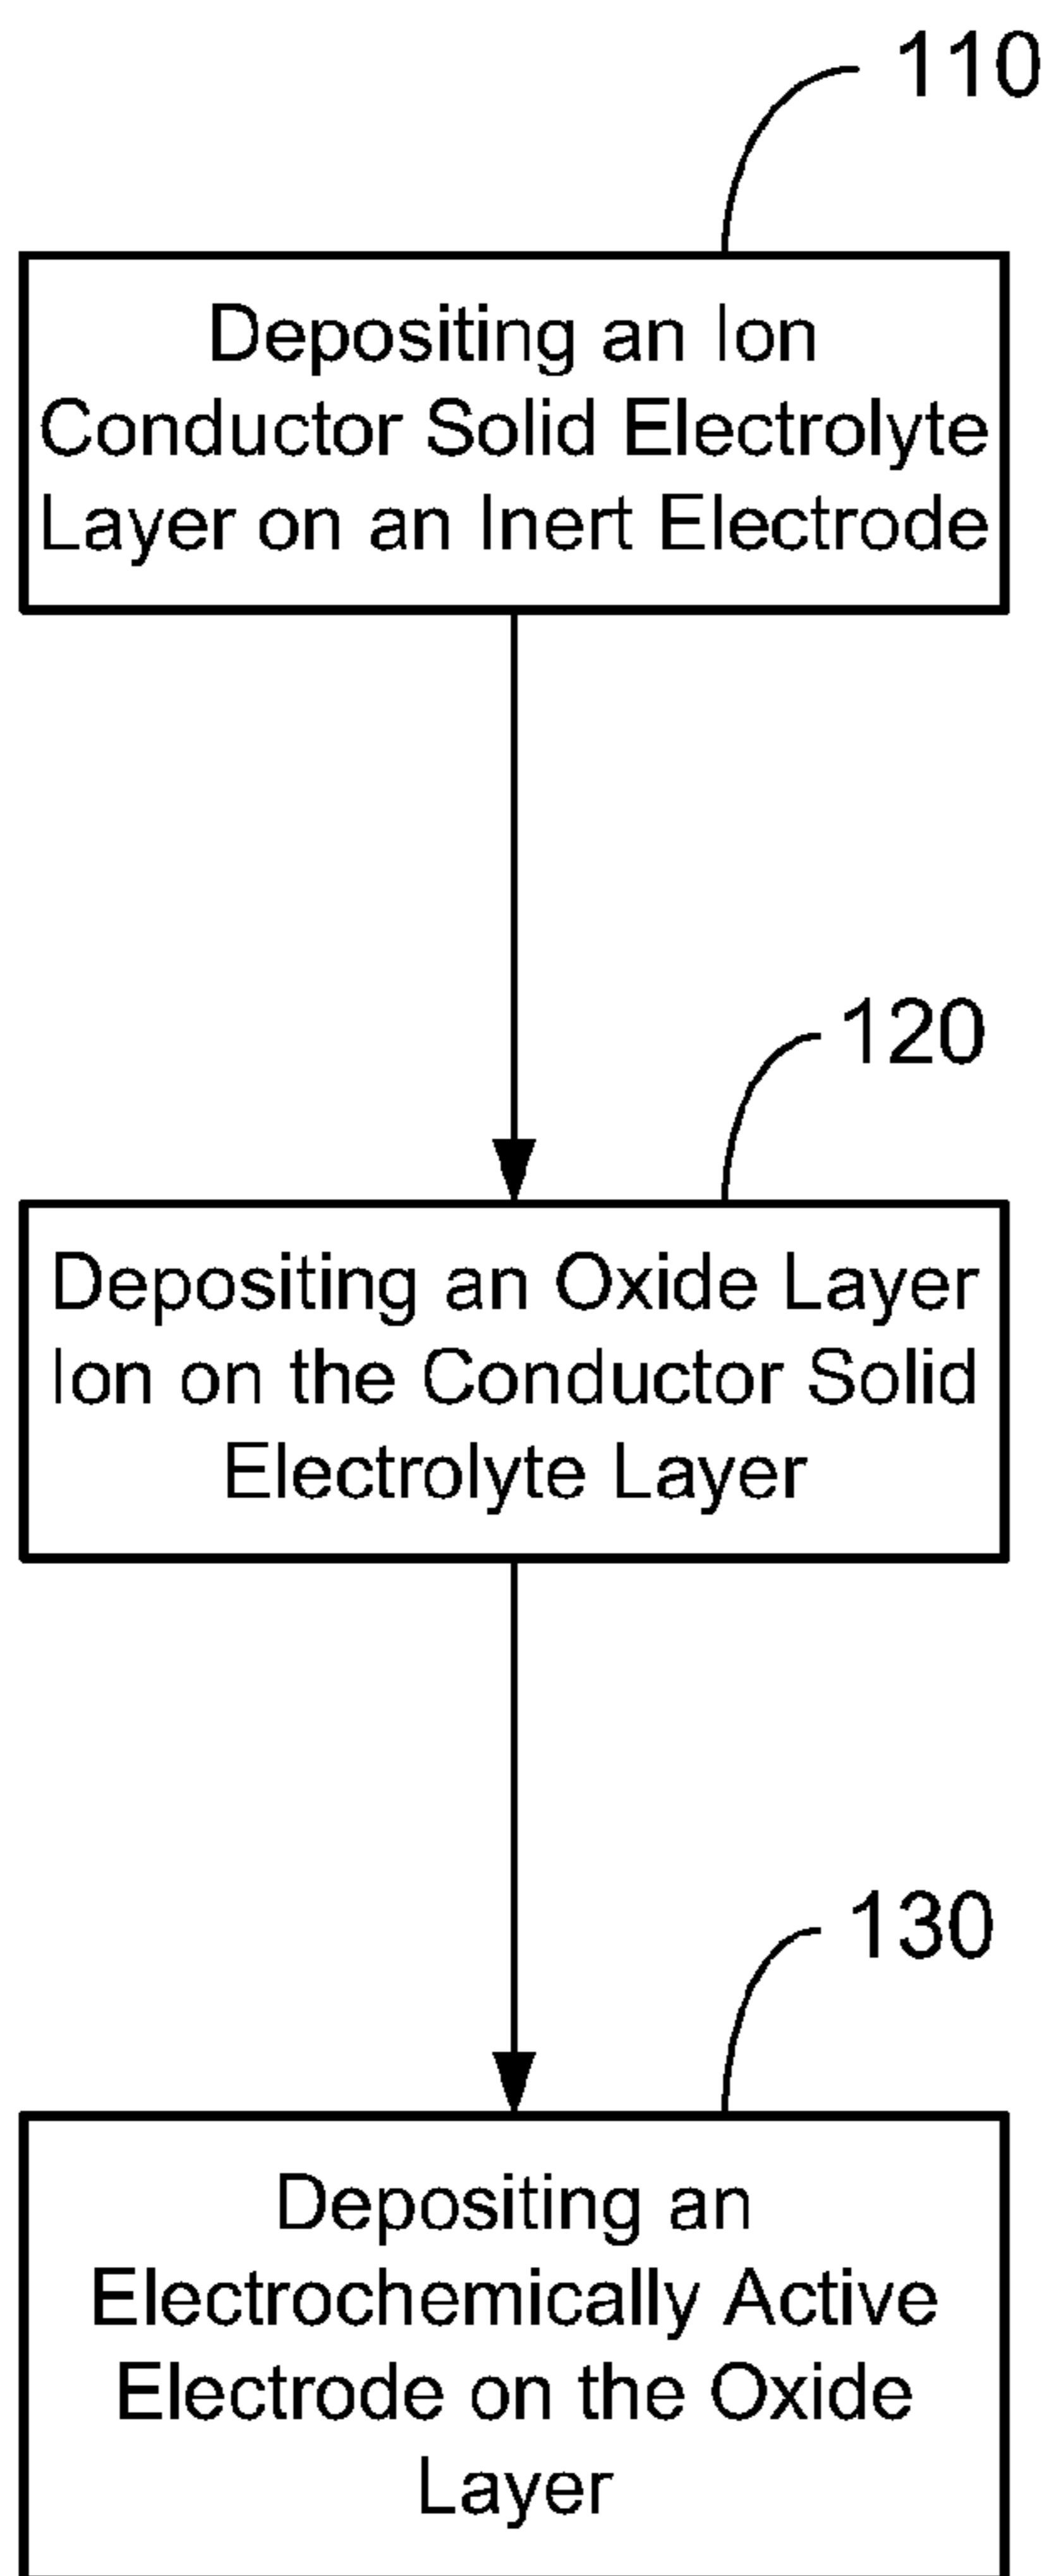 110
Depositing an Ion
Conductor Solid Electrolyte
Layer on an Inert Electrode
120
Depositing an Oxide Layer
Ion on the Conductor Solid
Electrolyte Layer
130
Depositing an
Electrochemically Active
Electrode on the Oxide
Layer